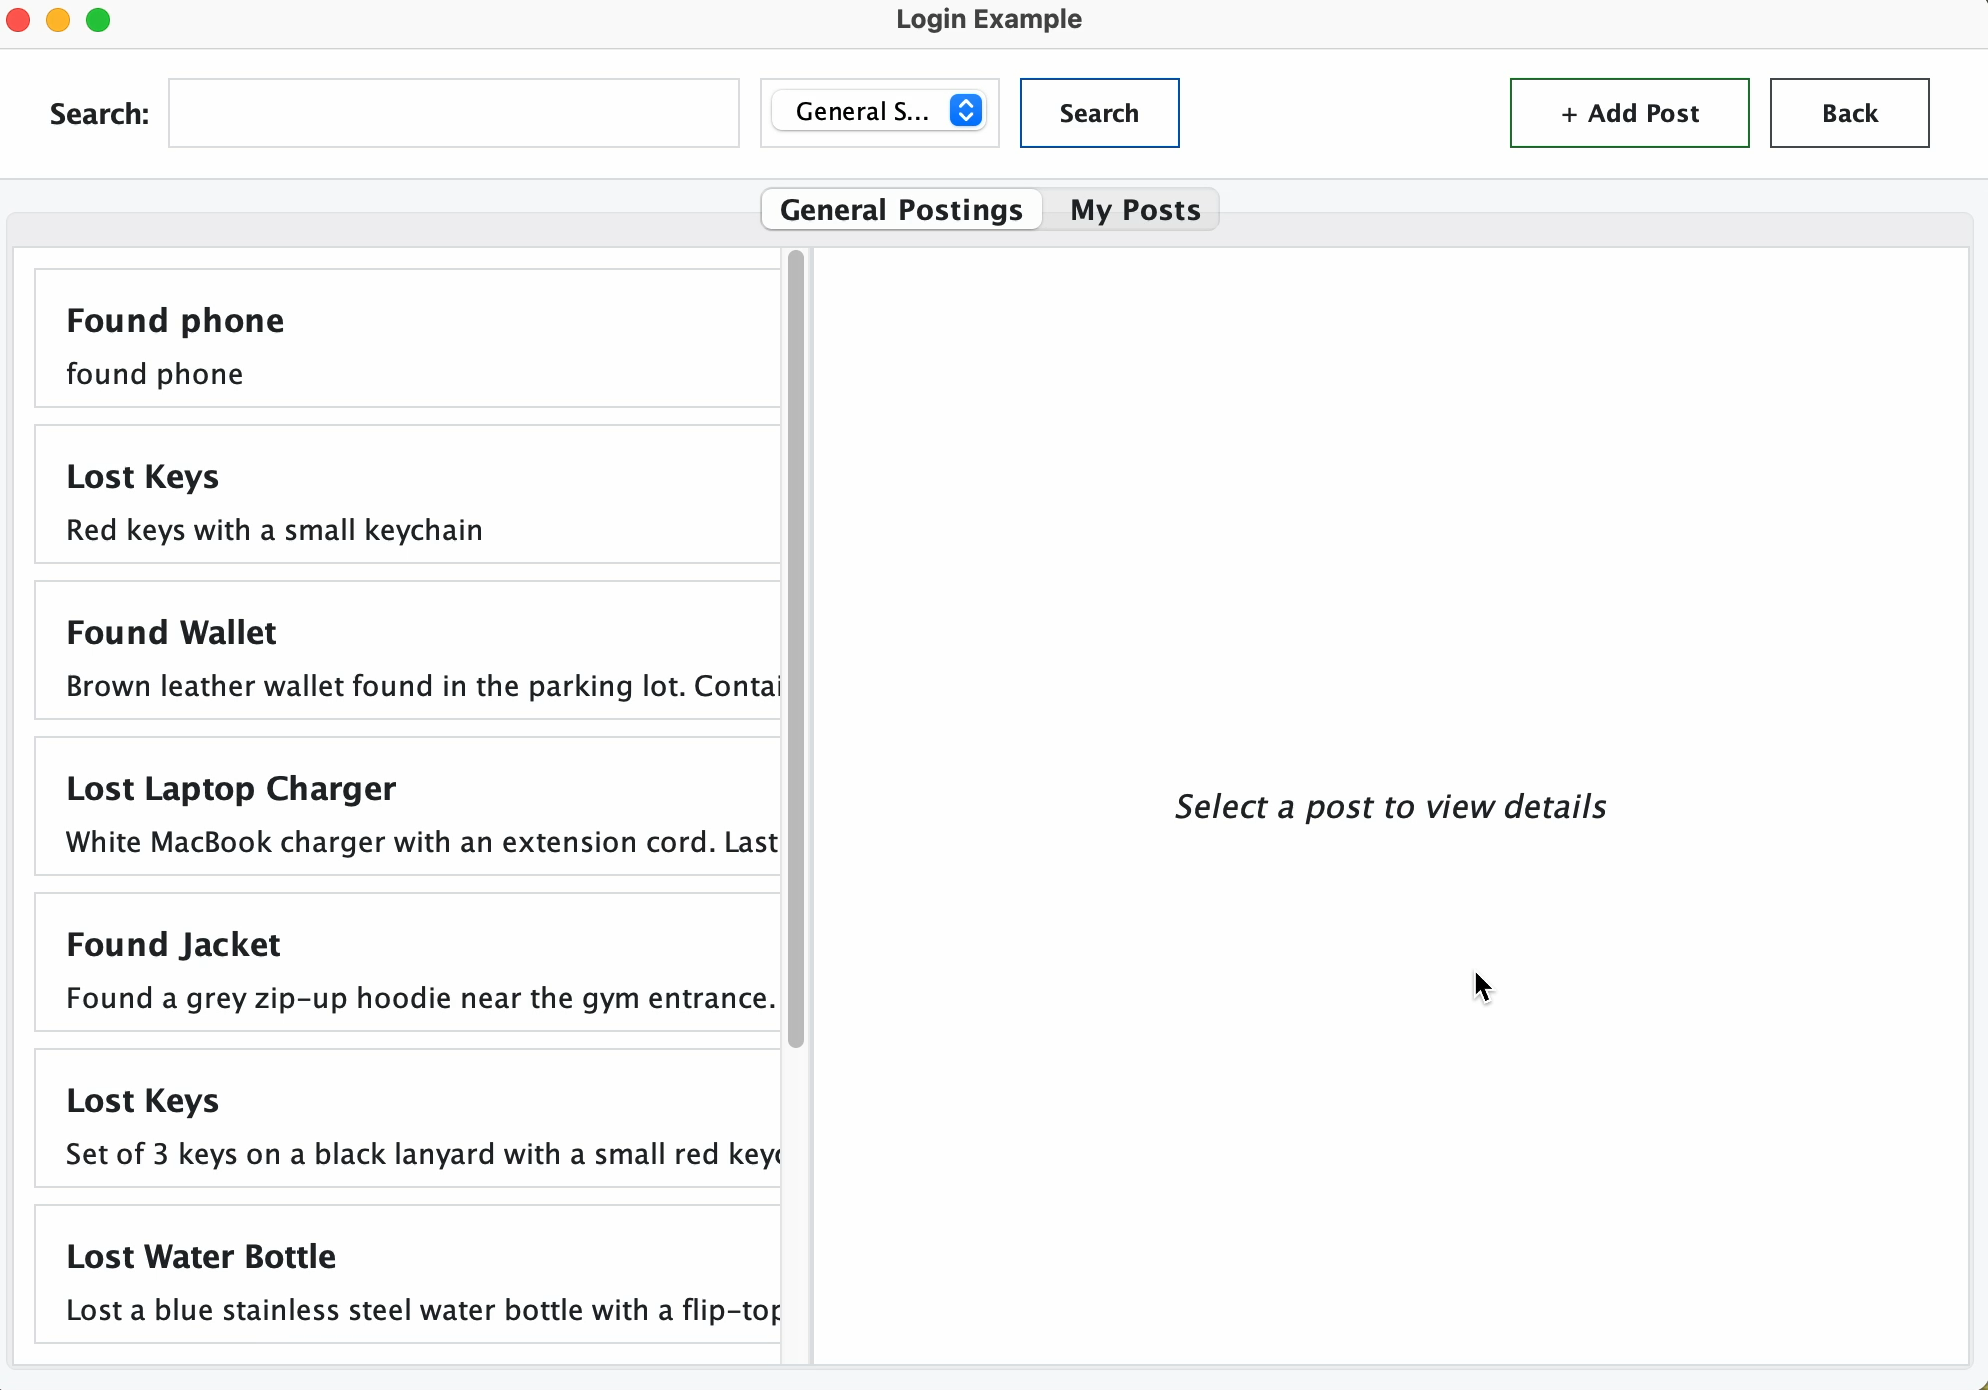 Login Example
Search:
General S...
Search
+ Add Post
Back
General Postings
My Posts
Found phone
found phone
Lost Keys
Red keys with a small keychain
Found Wallet
Brown leather wallet found in the parking lot. Contai
Lost Laptop Charger
White MacBook charger with an extension cord. Last
Found Jacket
Found a grey zip-up hoodie near the gym entrance.
Lost Keys
Set of 3 keys on a black lanyard with a small red keyc
Lost Water Bottle
Lost a blue stainless steel water bottle with a flip-top
Select a post to view details